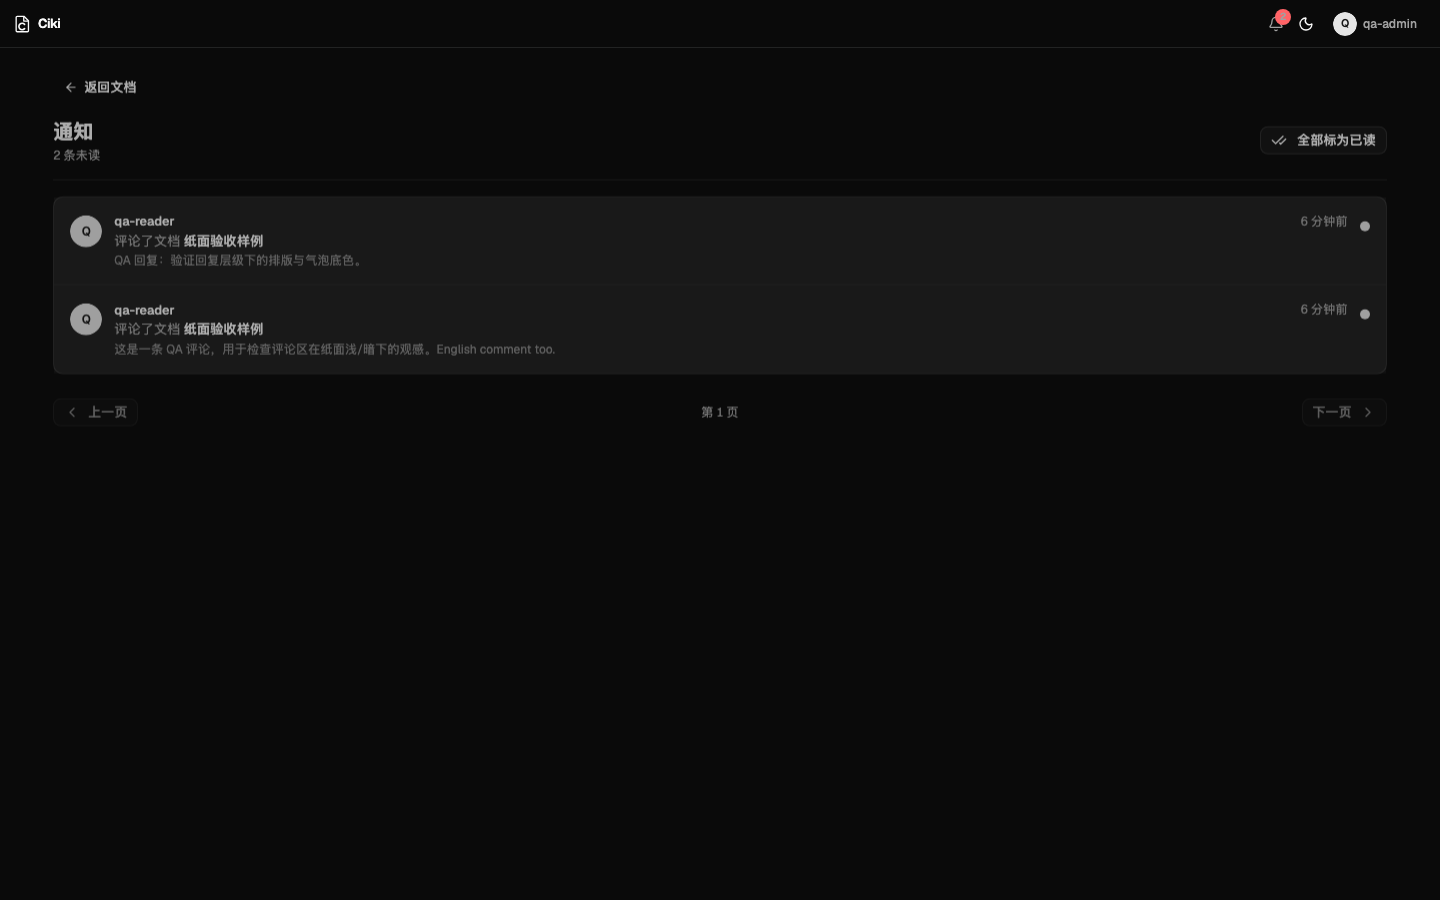 Ciki
Q qa-admin
返回文档
通知
2 条未读
全部标为已读
Q
qa-reader
6 分钟前
评论了文档 纸面验收样例
QA 回复：验证回复层级下的排版与气泡底色。
Q
qa-reader
6 分钟前
评论了文档 纸面验收样例
这是一条 QA 评论，用于检查评论区在纸面浅/暗下的观感。English comment too.
上一页
第 1 页
下一页